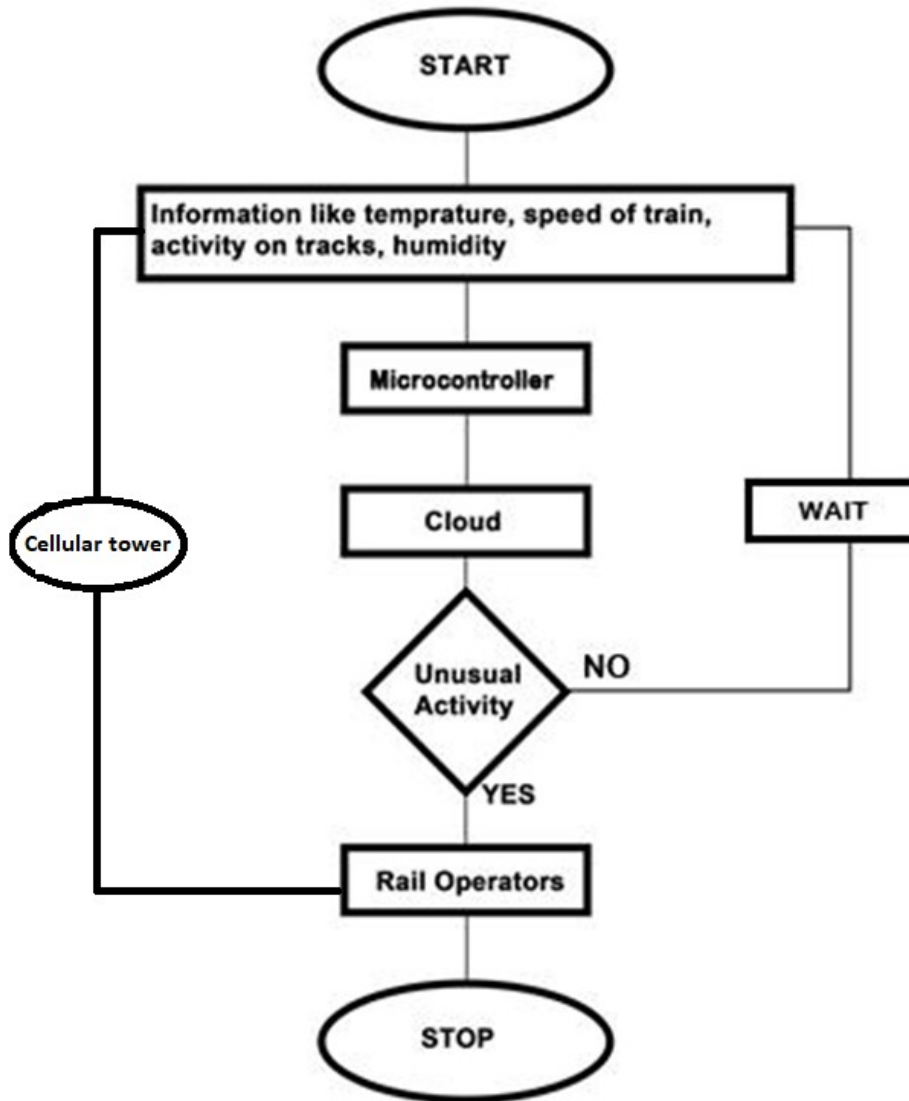 START
Information like temprature, speed of train,
activity on tracks, humidity
Microcontroller
Cloud
WAIT
Cellular tower
Unusual
Activity
NO
YES
Rail Operators
STOP